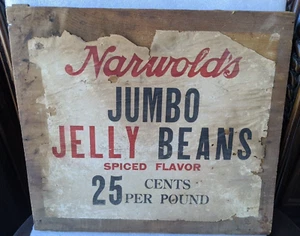 Narwold's
JUMBO
JELLY BEANS
SPICED FLAVOR
25 CENTS
PER POUND